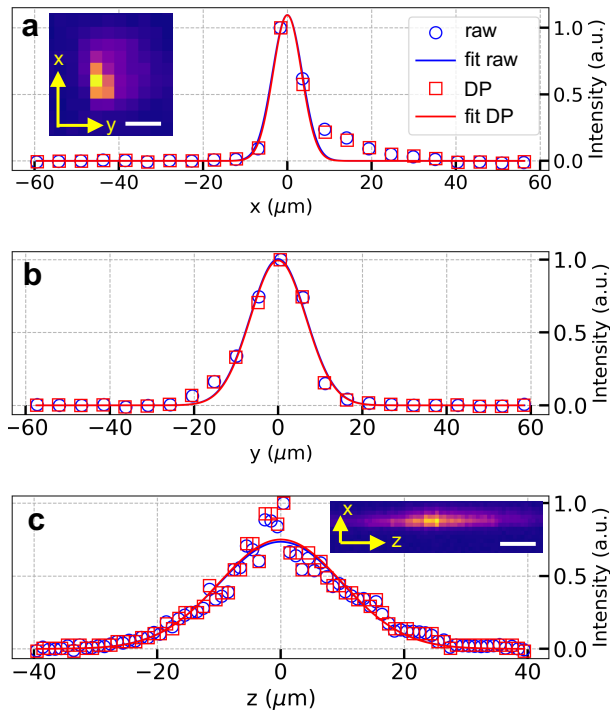 a
x
y
raw
fit raw
DP
fit DP
Intensity (a.u.)
1.0
0.5
0.0
−60 −40 −20 0 20 40 60
x (μm)
b
Intensity (a.u.)
1.0
0.5
0.0
−60 −40 −20 0 20 40 60
y (μm)
c
x
z
Intensity (a.u.)
1.0
0.5
0.0
−40 −20 0 20 40
z (μm)